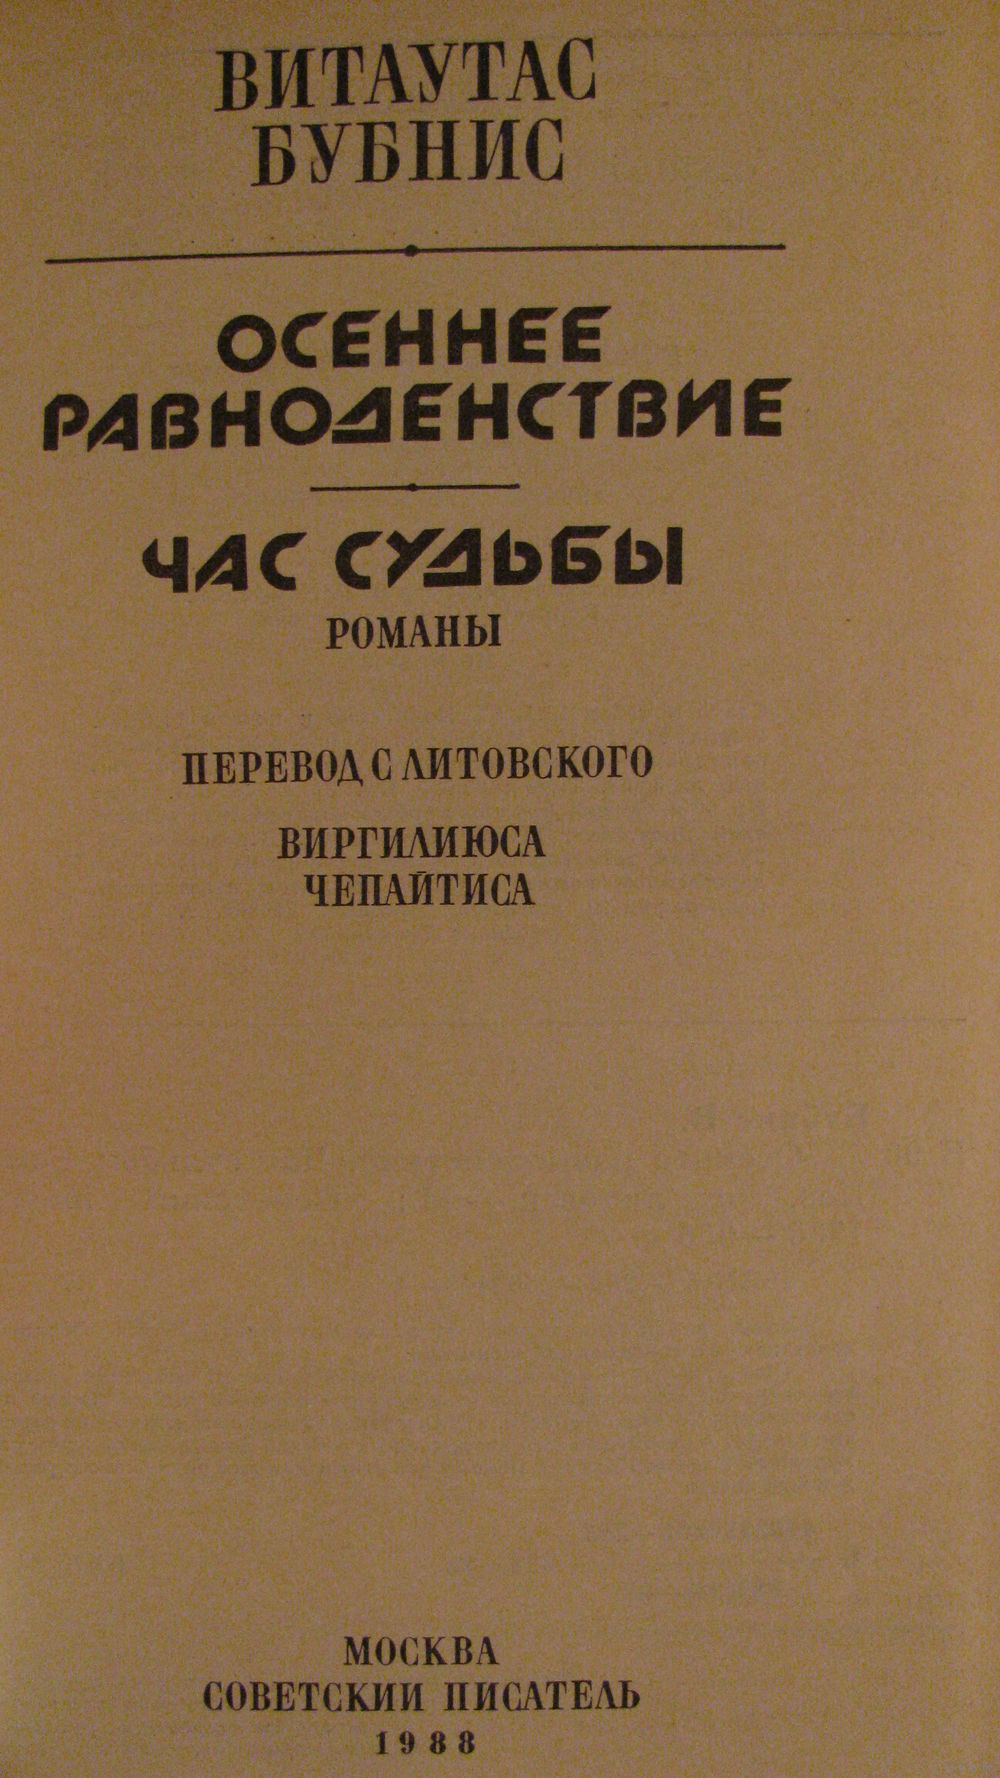 ВИТАУТАС
БУБНИС
ОСЕННЕЕ
РАВНОДЕНСТВИЕ
ЧАС СУДЬБЫ
РОМАНЫ
ПЕРЕВОД С ЛИТОВСКОГО
ВИРГИЛИЮСА
ЧЕПАЙТИСА
МОСКВА
СОВЕТСКИЙ ПИСАТЕЛЬ
1988